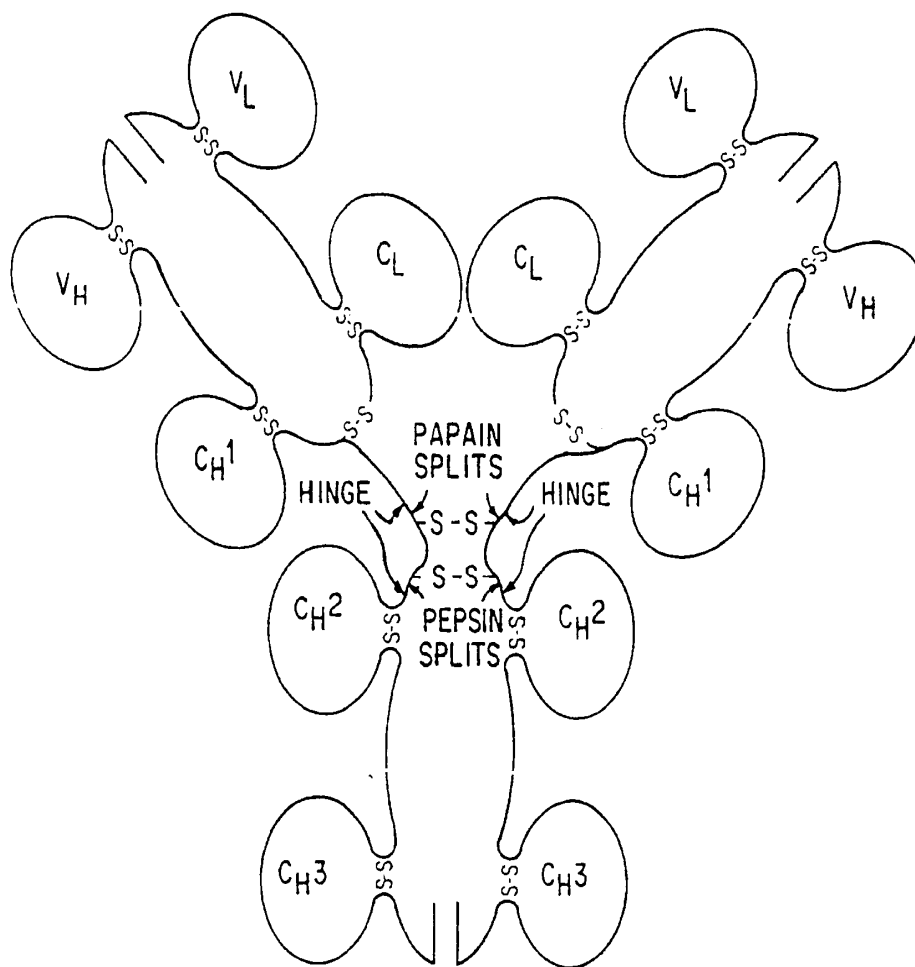 VL
VL
S-S
S-S
VH
S-S
CL
CL
S-S
VH
S-S
S-S
CH1
S-S
S-S
S-S
S-S
CH1
PAPAIN
SPLITS
HINGE
HINGE
-S-S-
-S-S-
CH2
S-S
PEPSIN
SPLITS
S-S
CH2
CH3
S-S
S-S
CH3